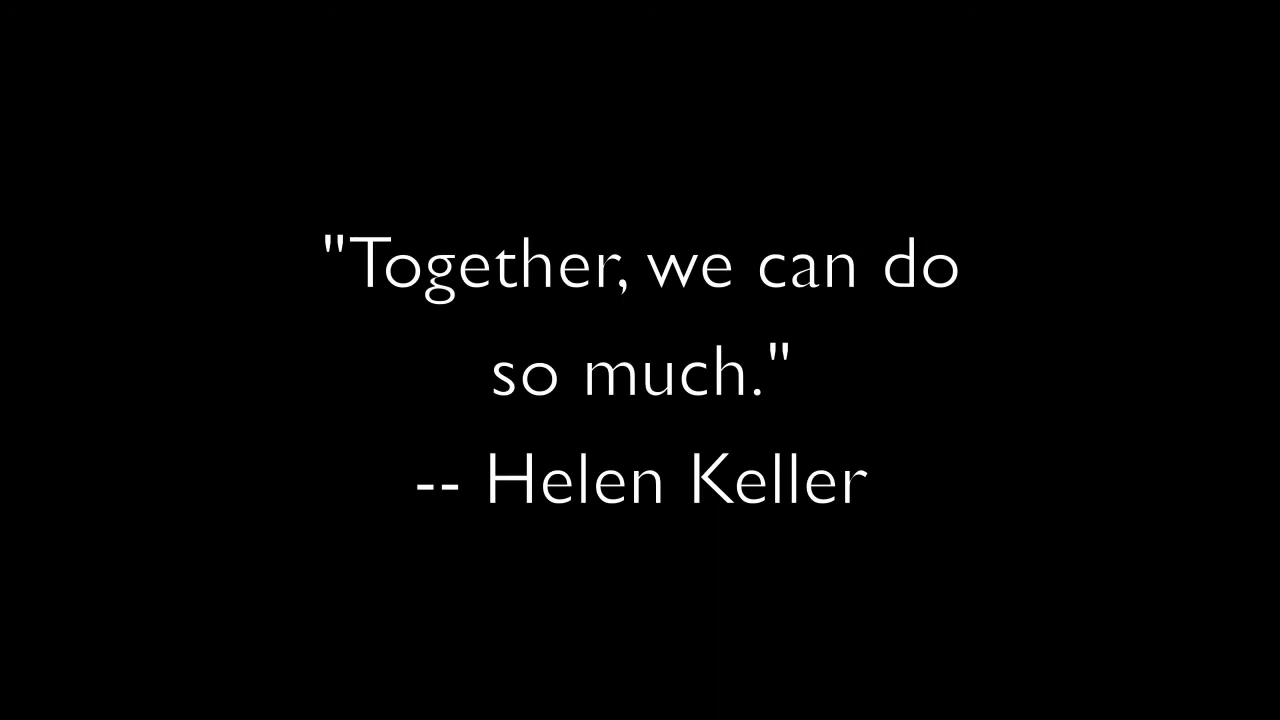 "Together, we can do
so much."
-- Helen Keller